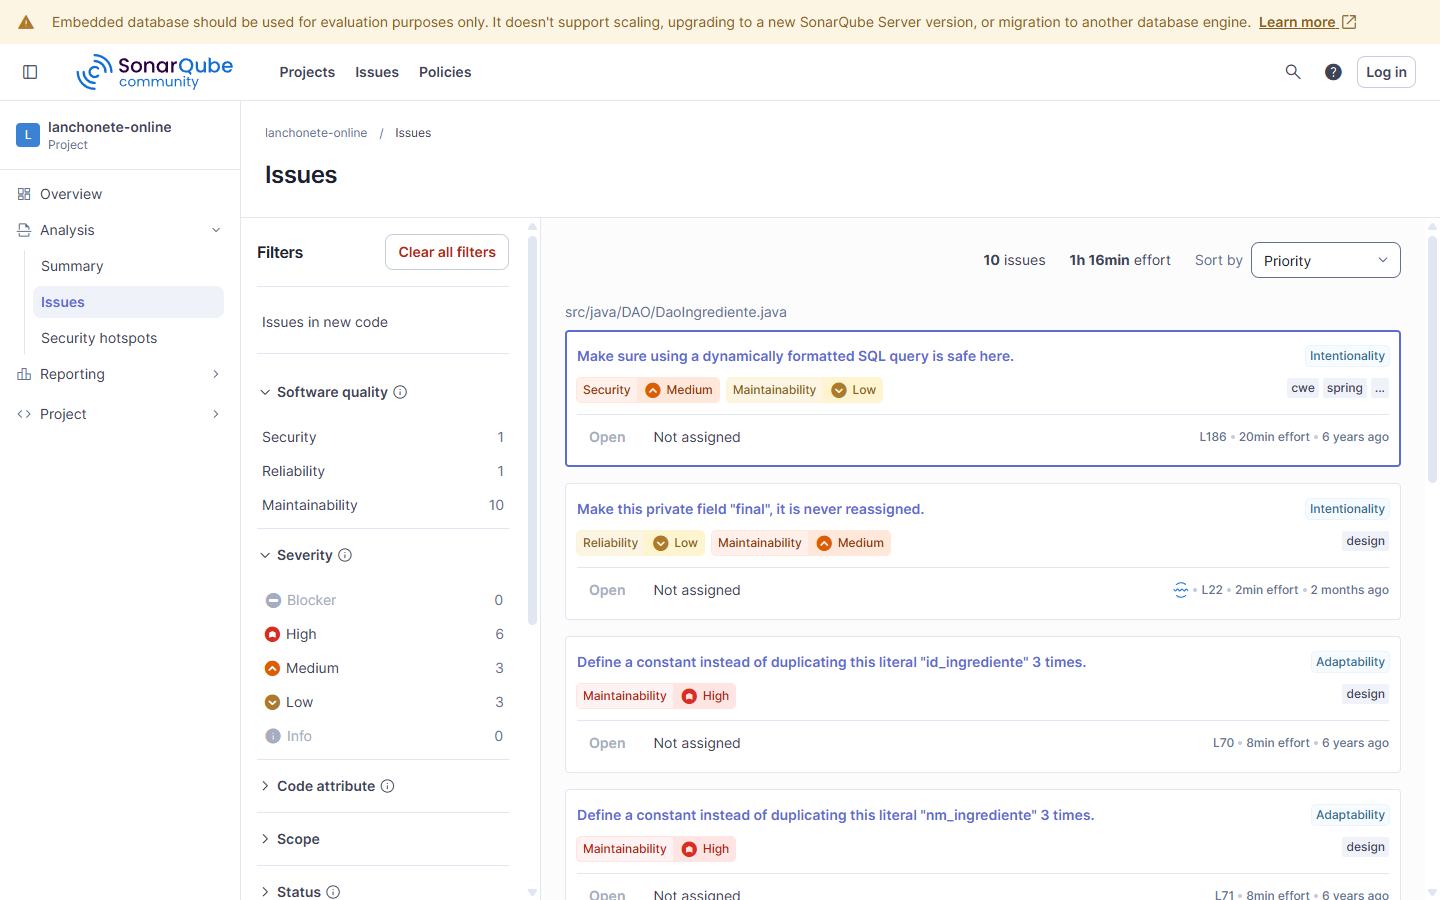 Embedded database should be used for evaluation purposes only. It doesn't support scaling, upgrading to a new SonarQube Server version, or migration to another database engine. Learn more
SonarQube community
Projects Issues Policies
? Log in
L lanchonete-online
Project
Overview
Analysis
Summary
Issues
Security hotspots
Reporting
Project
lanchonete-online / Issues
Issues
Filters Clear all filters
Issues in new code
Software quality
Security 1
Reliability 1
Maintainability 10
Severity
Blocker 0
High 6
Medium 3
Low 3
Info 0
Code attribute
Scope
Status
10 issues 1h 16min effort Sort by Priority
src/java/DAO/DaoIngrediente.java
Make sure using a dynamically formatted SQL query is safe here. Intentionality
Security Medium Maintainability Low cwe spring ...
Open Not assigned L186 • 20min effort • 6 years ago
Make this private field "final", it is never reassigned. Intentionality
Reliability Low Maintainability Medium design
Open Not assigned • L22 • 2min effort • 2 months ago
Define a constant instead of duplicating this literal "id_ingrediente" 3 times. Adaptability
Maintainability High design
Open Not assigned L70 • 8min effort • 6 years ago
Define a constant instead of duplicating this literal "nm_ingrediente" 3 times. Adaptability
Maintainability High design
Open Not assigned L71 • 8min effort • 6 years ago